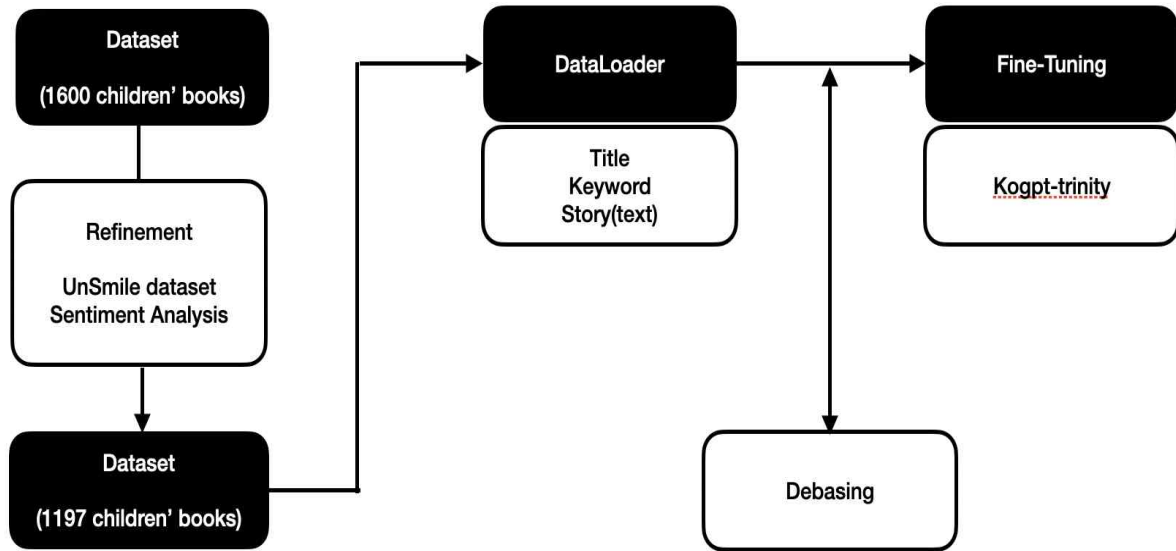 Dataset
(1600 children' books)
Refinement
UnSmile dataset
Sentiment Analysis
Dataset
(1197 children' books)
DataLoader
Title
Keyword
Story(text)
Fine-Tuning
Kogpt-trinity
Debasing